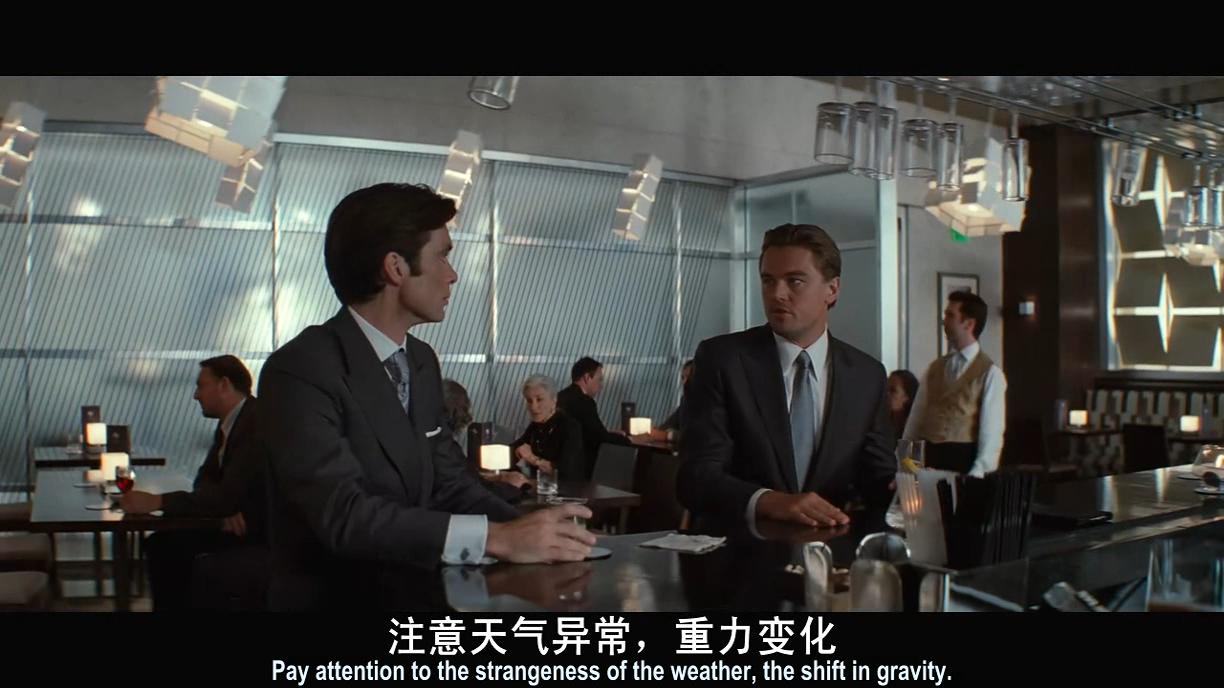 注意天气异常，重力变化
Pay attention to the strangeness of the weather, the shift in gravity.